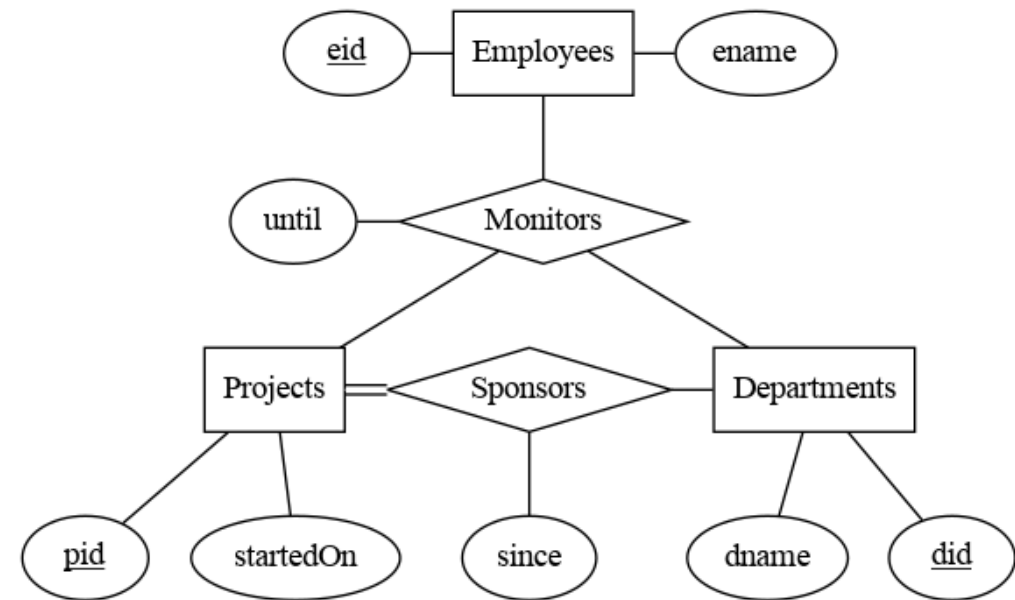 eid
Employees
ename
until
Monitors
Projects
Sponsors
Departments
pid
startedOn
since
dname
did